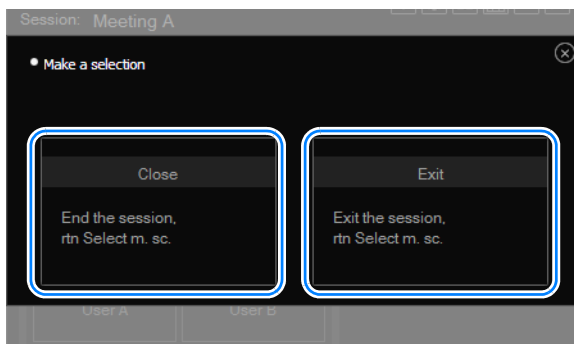 Session: Meeting A
• Make a selection
Close
Exit
End the session,
rtn Select m. sc.
Exit the session,
rtn Select m. sc.
User A
User B